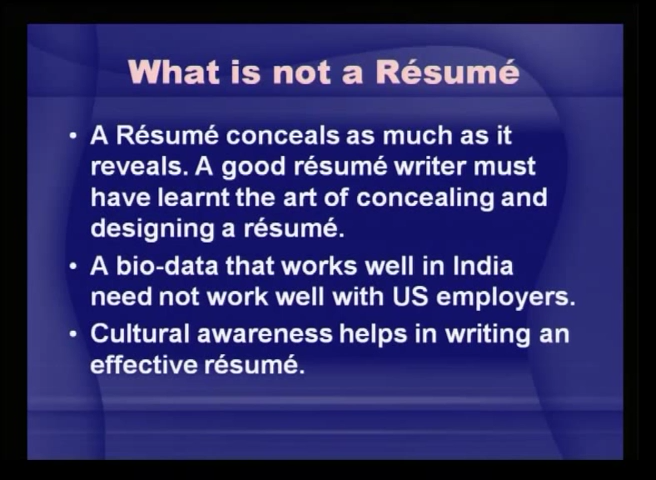 What is not a Résumé
• A Résumé conceals as much as it
reveals. A good résumé writer must
have learnt the art of concealing and
designing a résumé.
• A bio-data that works well in India
need not work well with US employers.
• Cultural awareness helps in writing an
effective résumé.